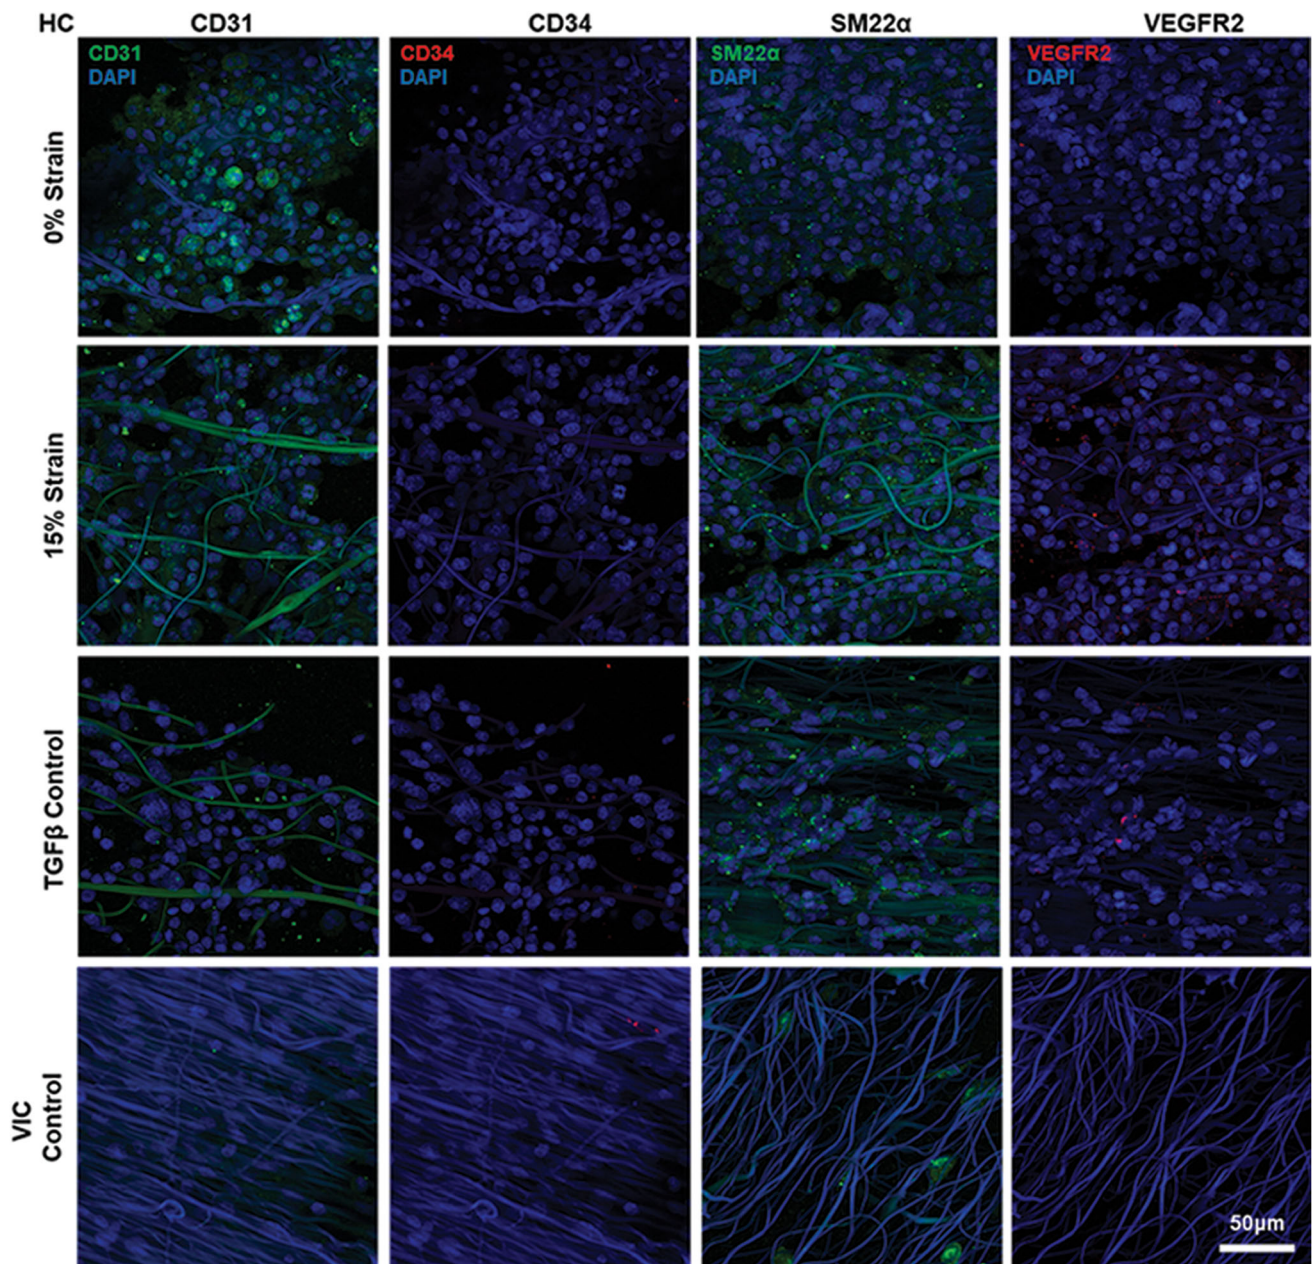 HC CD31 CD34 SM22α VEGFR2
CD31 CD34 SM22α VEGFR2
DAPI DAPI DAPI DAPI
0% Strain
15% Strain
TGFβ Control
VIC
Control
50μm